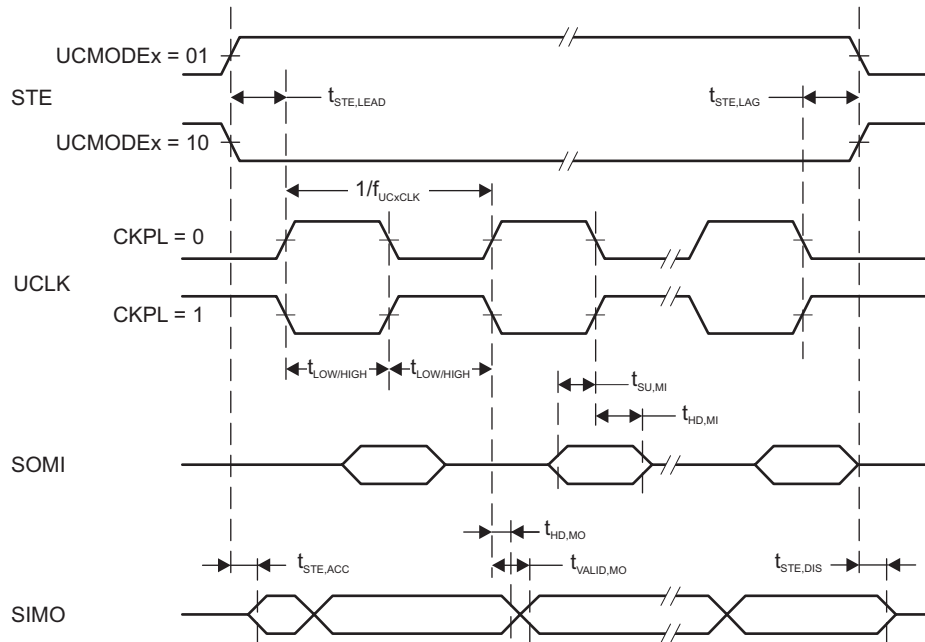 UCMODEx = 01
STE
tSTE,LEAD
tSTE,LAG
UCMODEx = 10
1/fUCxCLK
CKPL = 0
UCLK
CKPL = 1
tLOW/HIGH
tLOW/HIGH
tSU,MI
tHD,MI
SOMI
tHD,MO
tSTE,ACC
tVALID,MO
tSTE,DIS
SIMO